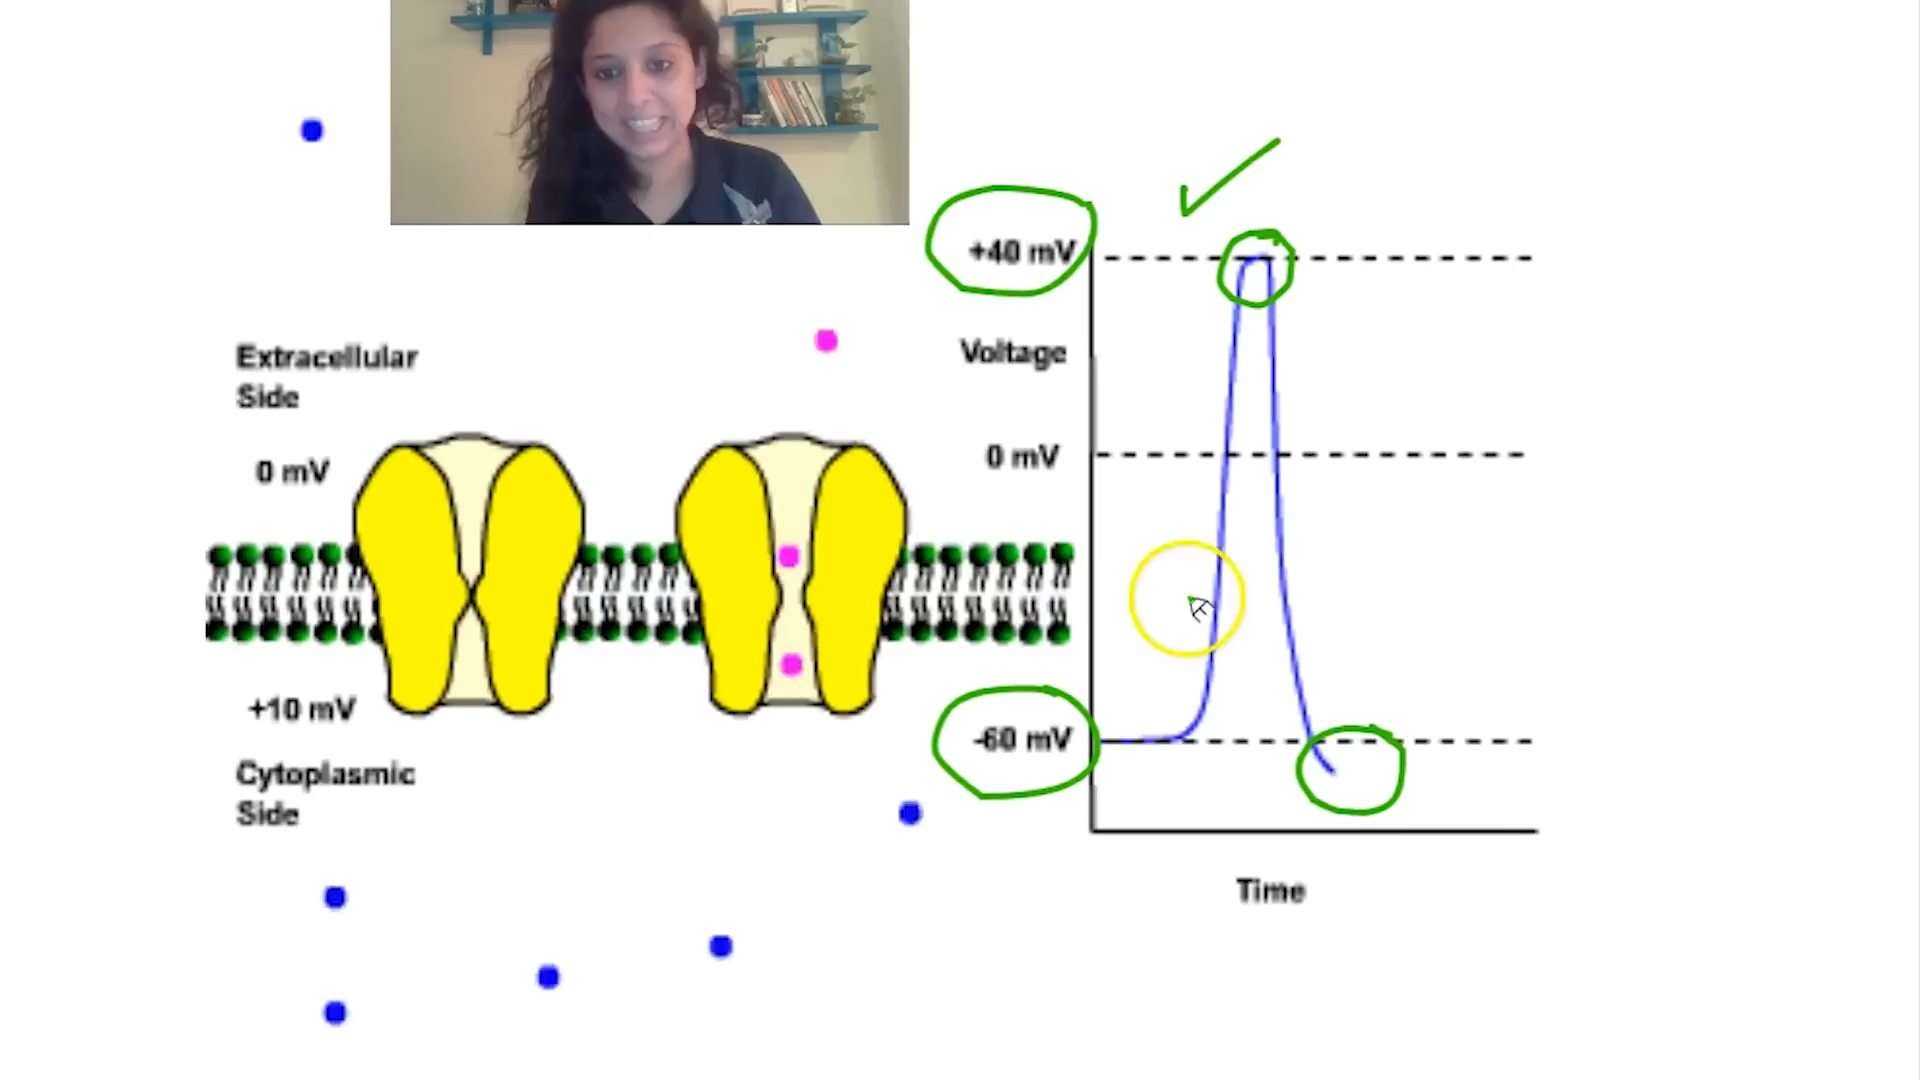 Extracellular
Side
0 mV
+10 mV
Cytoplasmic
Side
+40 mV
Voltage
0 mV
-60 mV
Time